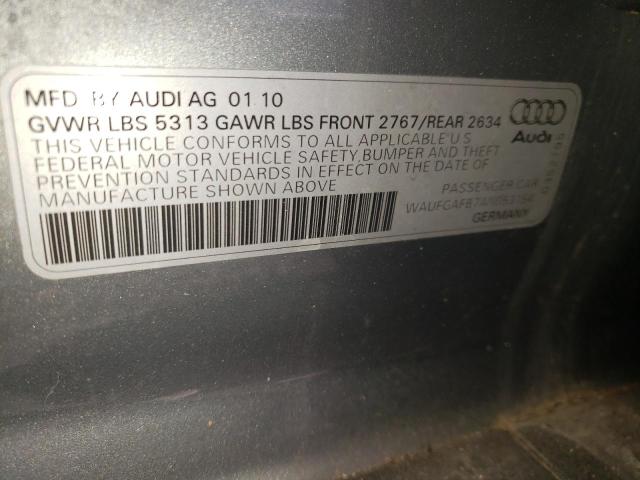 MFD BY AUDI AG 01 10
GVWR LBS 5313 GAWR LBS FRONT 2767/REAR 2634
THIS VEHICLE CONFORMS TO ALL APPLICABLE U S
FEDERAL MOTOR VEHICLE SAFETY,BUMPER AND THEFT
PREVENTION STANDARDS IN EFFECT ON THE DATE OF
MANUFACTURE SHOWN ABOVE
Audi
PASSENGER CAR
GERMANY